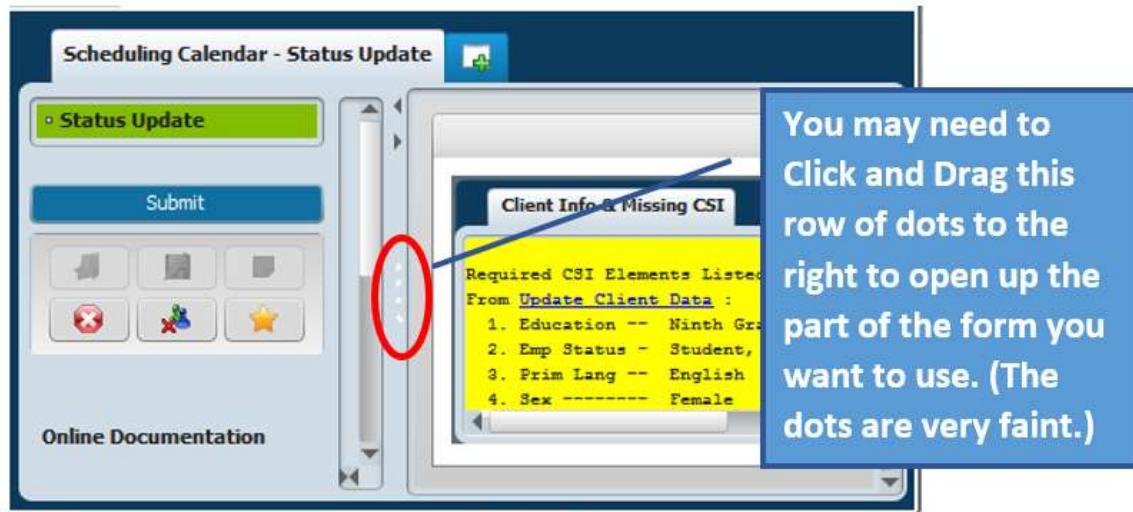 Scheduling Calendar - Status Update
Status Update
Submit
Online Documentation
Client Info & Missing CSI
Required CSI Elements Listed
From Update Client Data :
1. Education -- Ninth Gra
2. Emp Status - Student,
3. Prim Lang -- English
4. Sex -------- Female
You may need to
Click and Drag this
row of dots to the
right to open up the
part of the form you
want to use. (The
dots are very faint.)